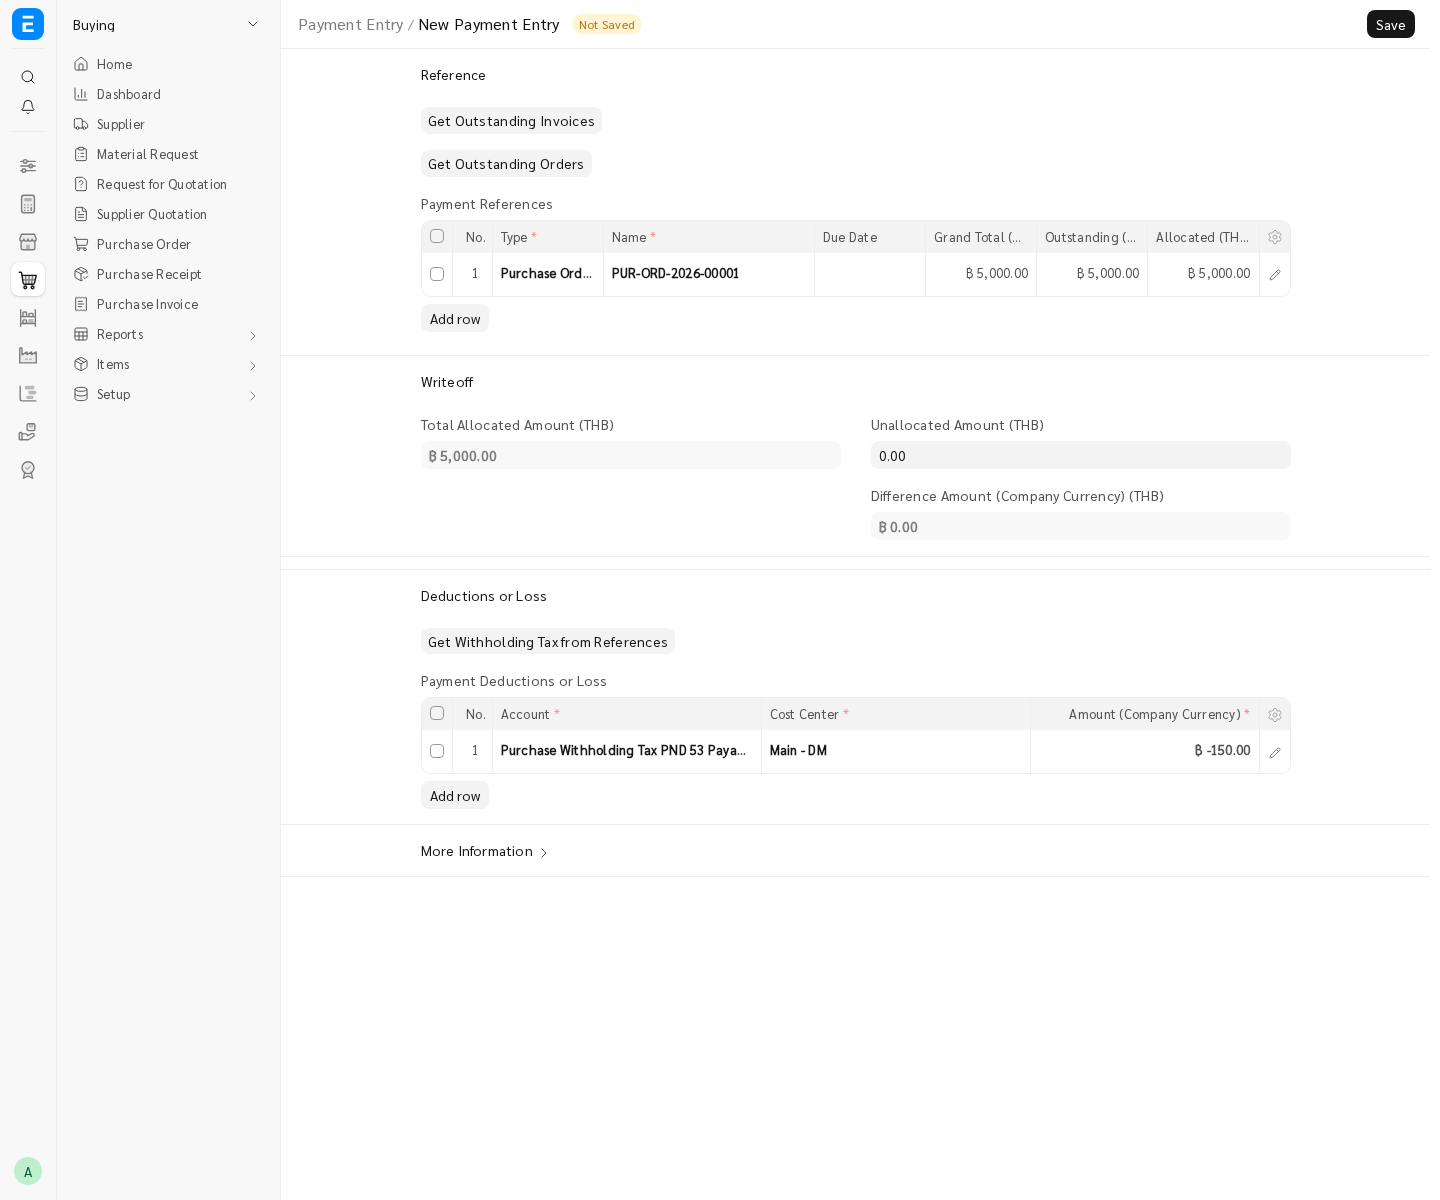 Buying
Home
Dashboard
Supplier
Material Request
Request for Quotation
Supplier Quotation
Purchase Order
Purchase Receipt
Purchase Invoice
Reports
Items
Setup
A
Payment Entry / New Payment Entry Not Saved Save
Reference
Get Outstanding Invoices
Get Outstanding Orders
Payment References
No. Type * Name * Due Date Grand Total (... Outstanding (... Allocated (TH...
1 Purchase Ord... PUR-ORD-2026-00001 ฿ 5,000.00 ฿ 5,000.00 ฿ 5,000.00
Add row
Writeoff
Total Allocated Amount (THB)
฿ 5,000.00
Unallocated Amount (THB)
0.00
Difference Amount (Company Currency) (THB)
฿ 0.00
Deductions or Loss
Get Withholding Tax from References
Payment Deductions or Loss
No. Account * Cost Center * Amount (Company Currency) *
1 Purchase Withholding Tax PND 53 Paya... Main - DM ฿ -150.00
Add row
More Information